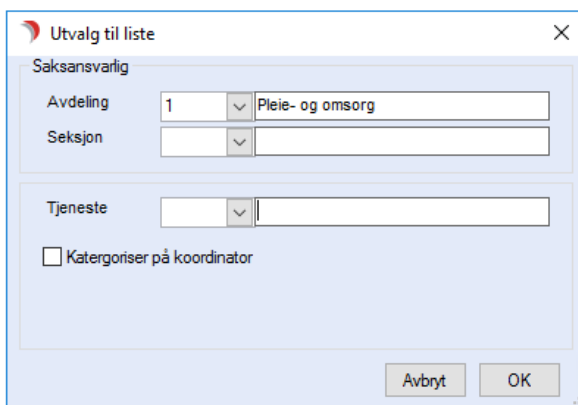 Utvalg til liste
Saksansvarlig
Avdeling 1 Pleie- og omsorg
Seksjon
Tjeneste
Katergoriser på koordinator
Avbryt OK